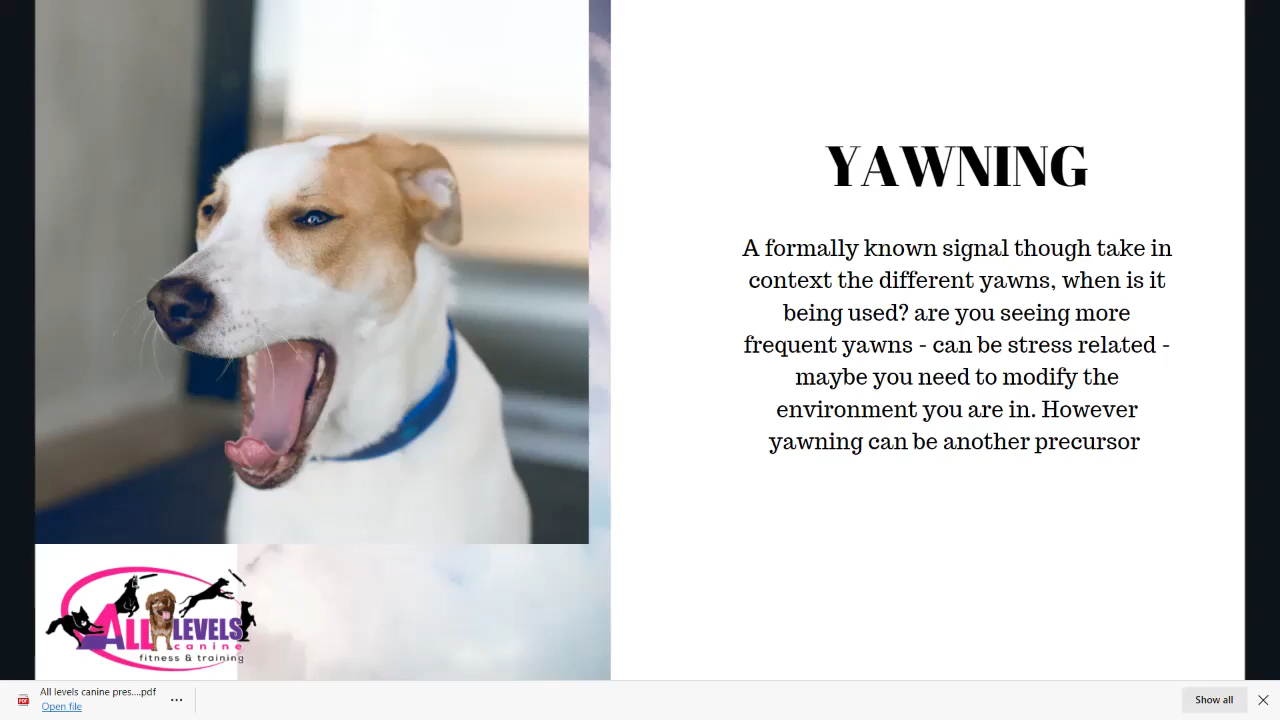 YAWNING
A formally known signal though take in
context the different yawns, when is it
being used? are you seeing more
frequent yawns - can be stress related -
maybe you need to modify the
environment you are in. However
yawning can be another precursor
ALL LEVELS
canine
fitness & training
All levels canine pres....pdf
Open file
Show all
PDF